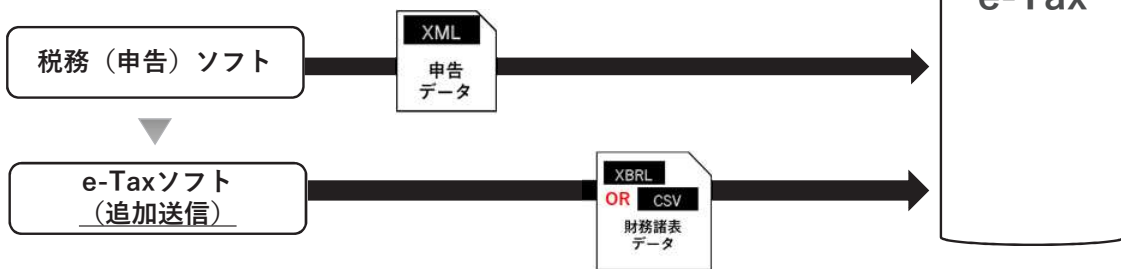 e-Tax
税務（申告）ソフト
XML
申告
データ
e-Taxソフト
（追加送信）
XBRL
OR CSV
財務諸表
データ